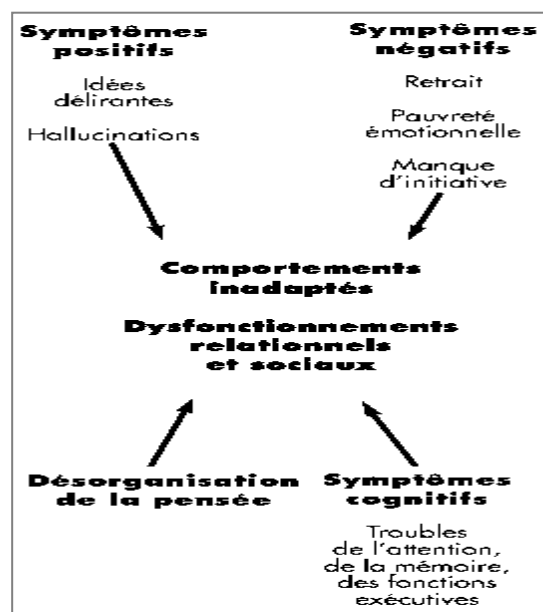 Symptômes
positifs
Idées
délirantes
Hallucinations
Symptômes
négatifs
Retrait
Pauvreté
émotionnelle
Manque
d'initiative
Comportements
inadaptés
Dysfonctionnements
relationnels
et sociaux
Désorganisation
de la pensée
Symptômes
cognitifs
Troubles
de l'attention,
de la mémoire,
des fonctions
exécutives